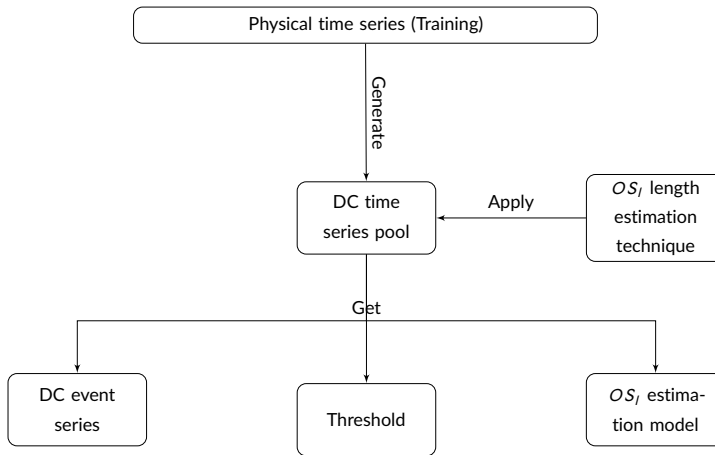 Physical time series (Training)
Generate
DC time
series pool
Apply
OS_l length
estimation
technique
Get
DC event
series
Threshold
OS_l estima-
tion model